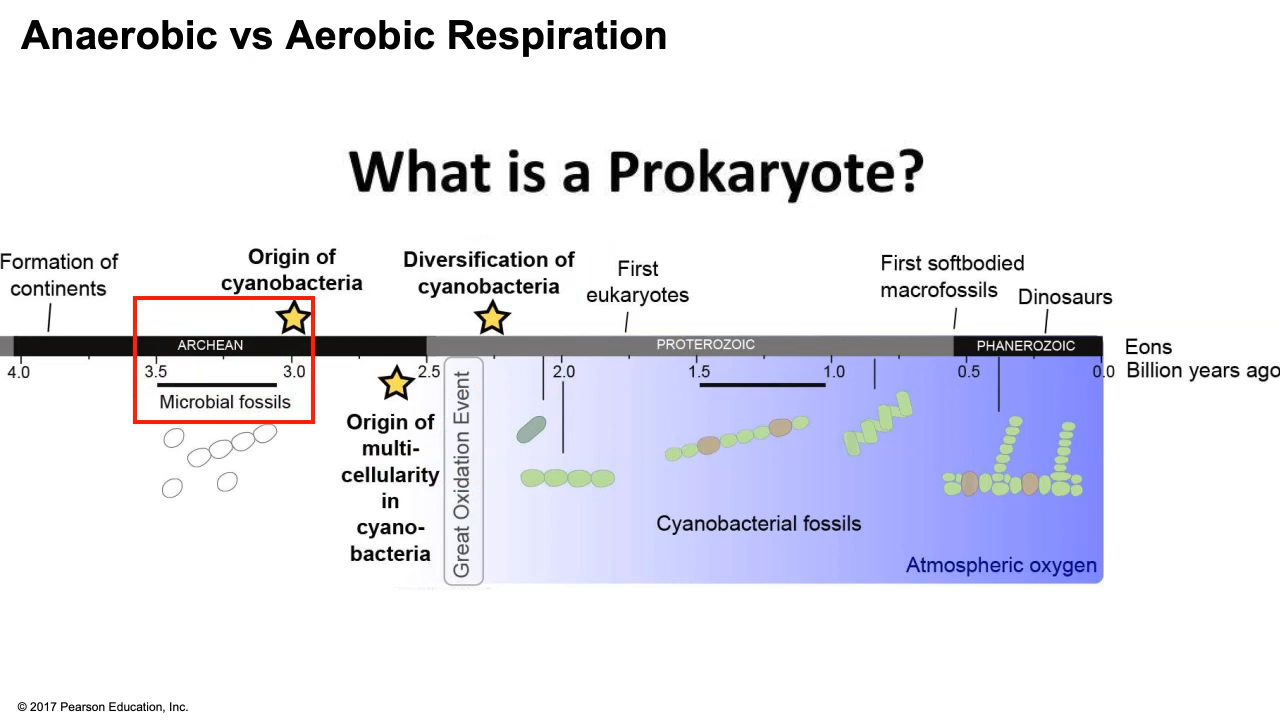 Anaerobic vs Aerobic Respiration
What is a Prokaryote?
Formation of
continents
Origin of
cyanobacteria
Diversification of
cyanobacteria
First
eukaryotes
First softbodied
macrofossils
Dinosaurs
ARCHEAN
PROTEROZOIC
PHANEROZOIC
Eons
4.0
3.5
3.0
2.5
2.0
1.5
1.0
0.5
0.0
Billion years ago
Microbial fossils
Origin of
multi-
cellularity
in
cyano-
bacteria
Great Oxidation Event
Cyanobacterial fossils
Atmospheric oxygen
© 2017 Pearson Education, Inc.